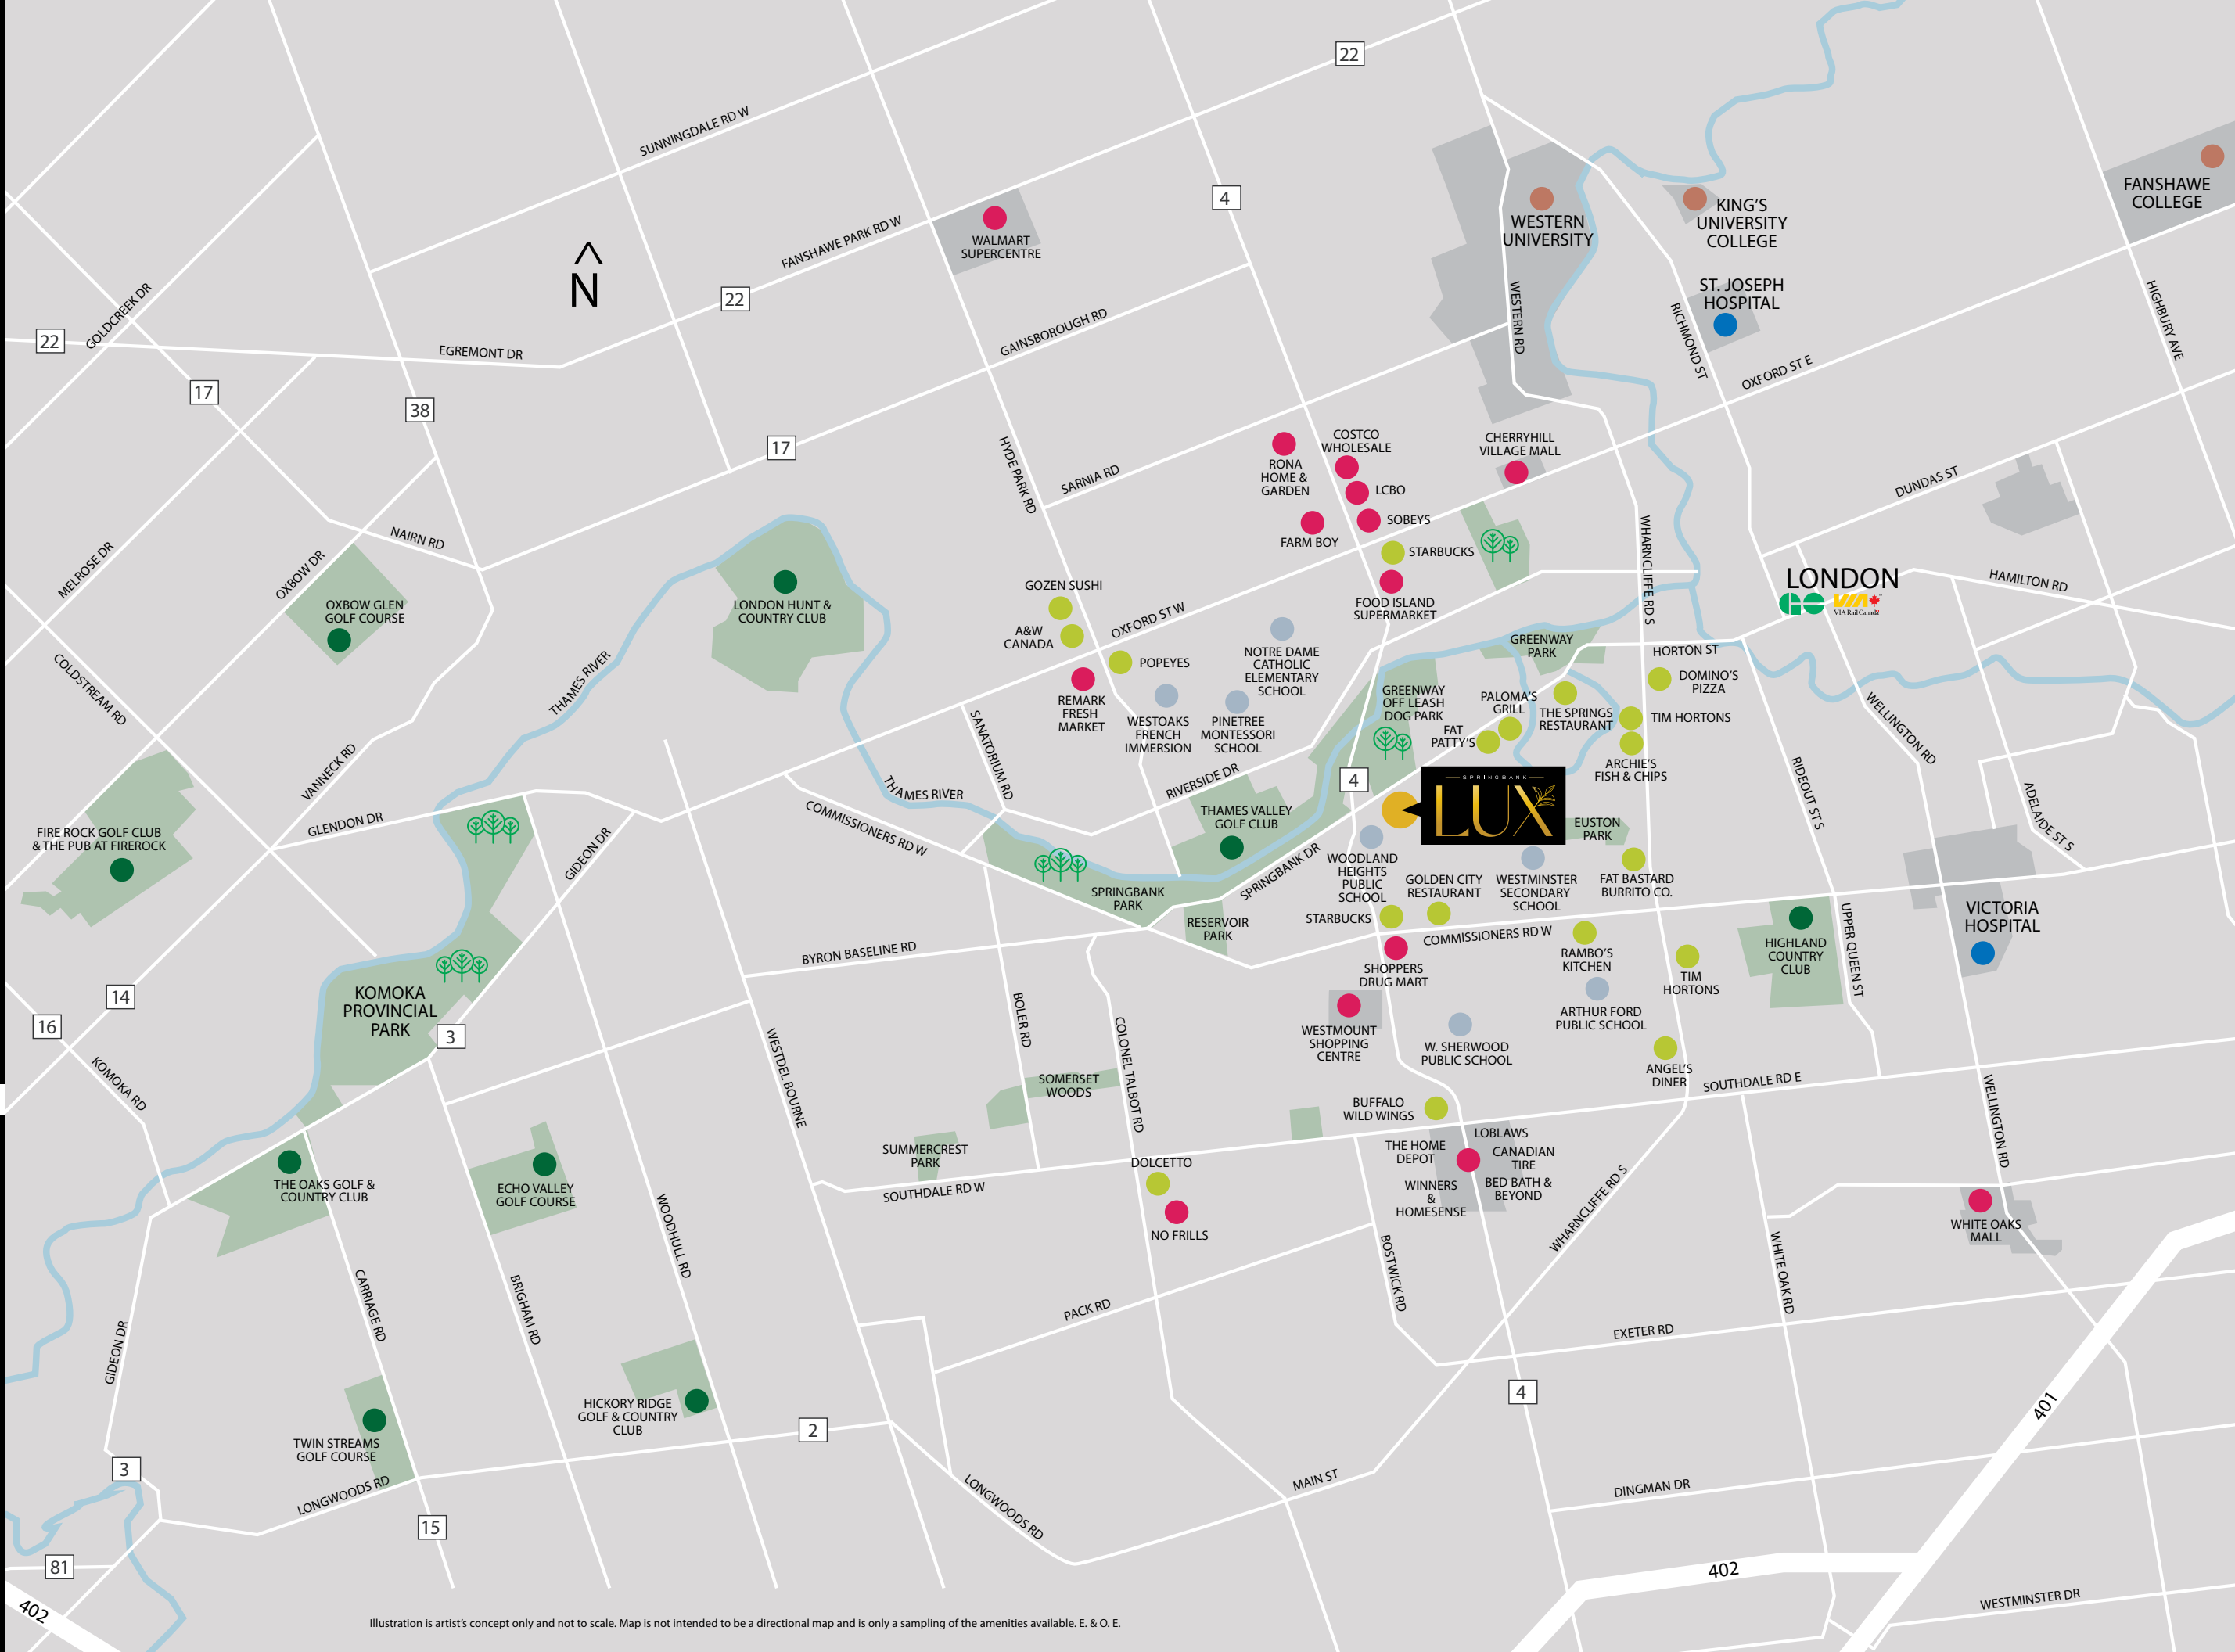 22
SUNNINGDALE RD W
4
FANSHAWE
COLLEGE
WALMART
SUPERCENTRE
FANSHAWE PARK RD W
WESTERN
UNIVERSITY
KING'S
UNIVERSITY
COLLEGE
^
N
22
ST. JOSEPH
HOSPITAL
GOLDCREEK DR
22
EGREMONT DR
GAINSBOROUGH RD
WESTERN RD
RICHMOND ST
HIGHBURY AVE
OXFORD ST E
17
38
17
HYDE PARK RD
SARNIA RD
RONA
HOME &
GARDEN
COSTCO
WHOLESALE
LCBO
SOBEYS
FARM BOY
CHERRYHILL
VILLAGE MALL
DUNDAS ST
NAIRN RD
MELROSE DR
OXBOW DR
STARBUCKS
FOOD ISLAND
SUPERMARKET
WHARNCLIFFE RD S
LONDON
GO
VIA
VIA Rail Canada
HAMILTON RD
OXBOW GLEN
GOLF COURSE
LONDON HUNT &
COUNTRY CLUB
GOZEN SUSHI
A&W
CANADA
OXFORD ST W
POPEYES
REMARK
FRESH
MARKET
WESTOAKS
FRENCH
IMMERSION
PINETREE
MONTESSORI
SCHOOL
NOTRE DAME
CATHOLIC
ELEMENTARY
SCHOOL
GREENWAY
PARK
HORTON ST
DOMINO'S
PIZZA
COLDSTREAM RD
THAMES RIVER
GREENWAY
OFF LEASH
DOG PARK
PALOMA'S
GRILL
THE SPRINGS
RESTAURANT
TIM HORTONS
FAT
PATTY'S
ARCHIE'S
FISH & CHIPS
WELLINGTON RD
RIDEOUT ST S
ADELAIDE ST S
VANNECK RD
SANATORIUM RD
RIVERSIDE DR
THAMES RIVER
4
SPRINGBANK
LUX
GLENDON DR
GIDEON DR
COMMISSIONERS RD W
THAMES VALLEY
GOLF CLUB
EUSTON
PARK
FIRE ROCK GOLF CLUB
& THE PUB AT FIREROCK
SPRINGBANK DR
WOODLAND
HEIGHTS
PUBLIC
SCHOOL
GOLDEN CITY
RESTAURANT
WESTMINSTER
SECONDARY
SCHOOL
FAT BASTARD
BURRITO CO.
SPRINGBANK
PARK
RESERVOIR
PARK
STARBUCKS
COMMISSIONERS RD W
UPPER QUEEN ST
VICTORIA
HOSPITAL
BYRON BASELINE RD
SHOPPERS
DRUG MART
RAMBO'S
KITCHEN
TIM
HORTONS
HIGHLAND
COUNTRY
CLUB
KOMOKA
PROVINCIAL
PARK
14
16
3
BOLER RD
COLONEL TALBOT RD
WESTDEL BOURNE
WESTMOUNT
SHOPPING
CENTRE
W. SHERWOOD
PUBLIC SCHOOL
ARTHUR FORD
PUBLIC SCHOOL
ANGEL'S
DINER
SOUTHDALE RD E
WELLINGTON RD
KOMOKA RD
SOMERSET
WOODS
BUFFALO
WILD WINGS
SUMMERCREST
PARK
DOLCETTO
THE HOME
DEPOT
LOBLAWS
CANADIAN
TIRE
BED BATH &
BEYOND
WINNERS
&
HOMESENSE
THE OAKS GOLF &
COUNTRY CLUB
ECHO VALLEY
GOLF COURSE
SOUTHDALE RD W
NO FRILLS
WHARNCLIFFE RD S
WHITE OAKS
MALL
WOODHULL RD
BOSTWICK RD
WHITE OAK RD
CARRIAGE RD
BRIGHAM RD
PACK RD
EXETER RD
GIDEON DR
4
401
HICKORY RIDGE
GOLF & COUNTRY
CLUB
2
TWIN STREAMS
GOLF COURSE
3
LONGWOODS RD
LONGWOODS RD
MAIN ST
DINGMAN DR
15
81
402
402
WESTMINSTER DR
Illustration is artist's concept only and not to scale. Map is not intended to be a directional map and is only a sampling of the amenities available. E. & O. E.
17